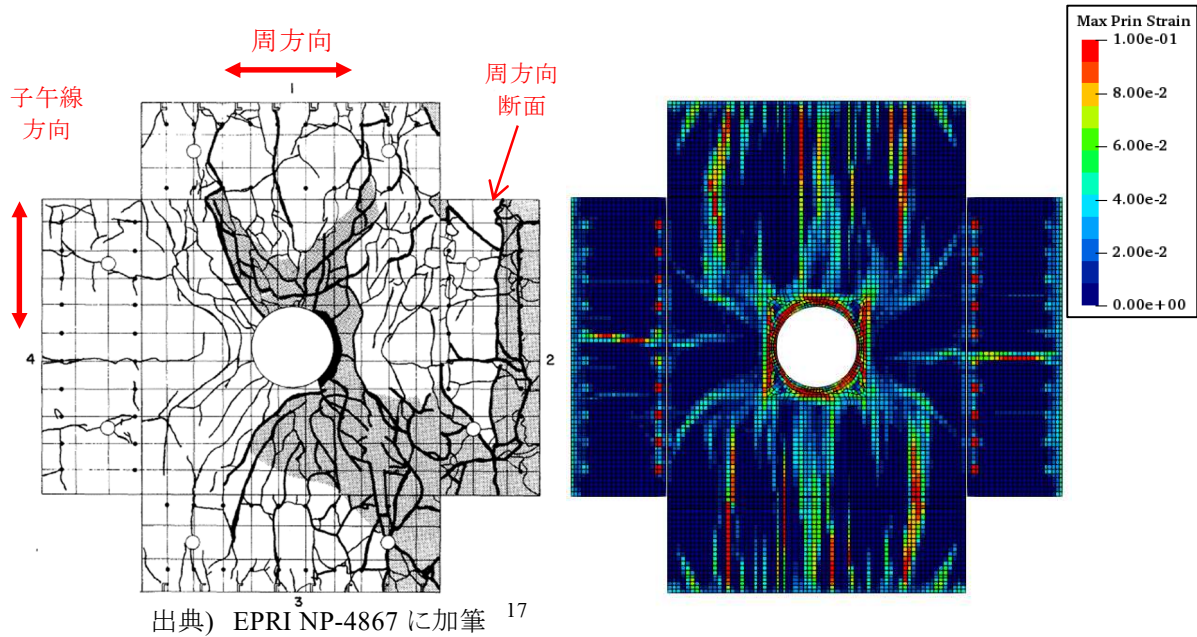 周方向
1
子午線
方向
周方向
断面
4
2
3
出典) EPRI NP-4867 に加筆 17
Max Prin Strain
1.00e-01
8.00e-2
6.00e-2
4.00e-2
2.00e-2
0.00e+00